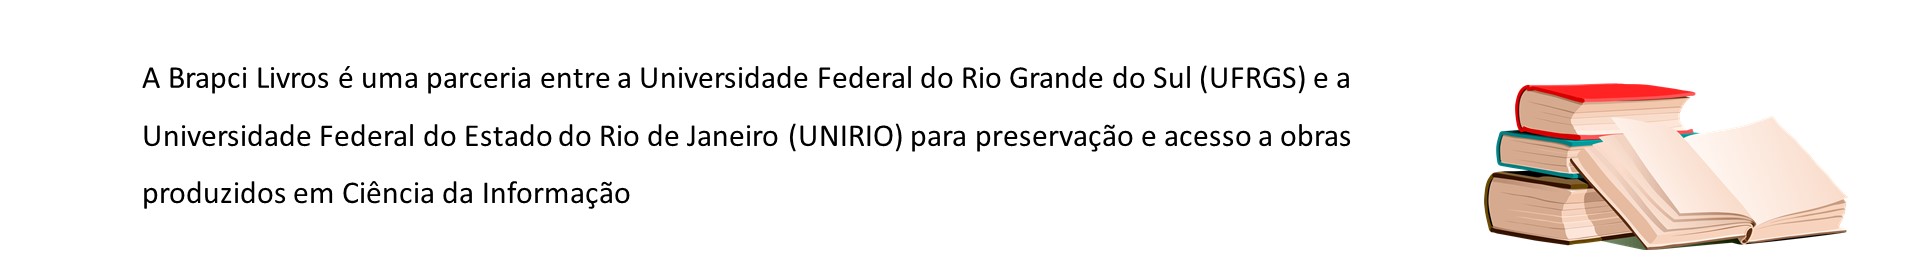 A Brapci Livros é uma parceria entre a Universidade Federal do Rio Grande do Sul (UFRGS) e a
Universidade Federal do Estado do Rio de Janeiro (UNIRIO) para preservação e acesso a obras
produzidos em Ciência da Informação